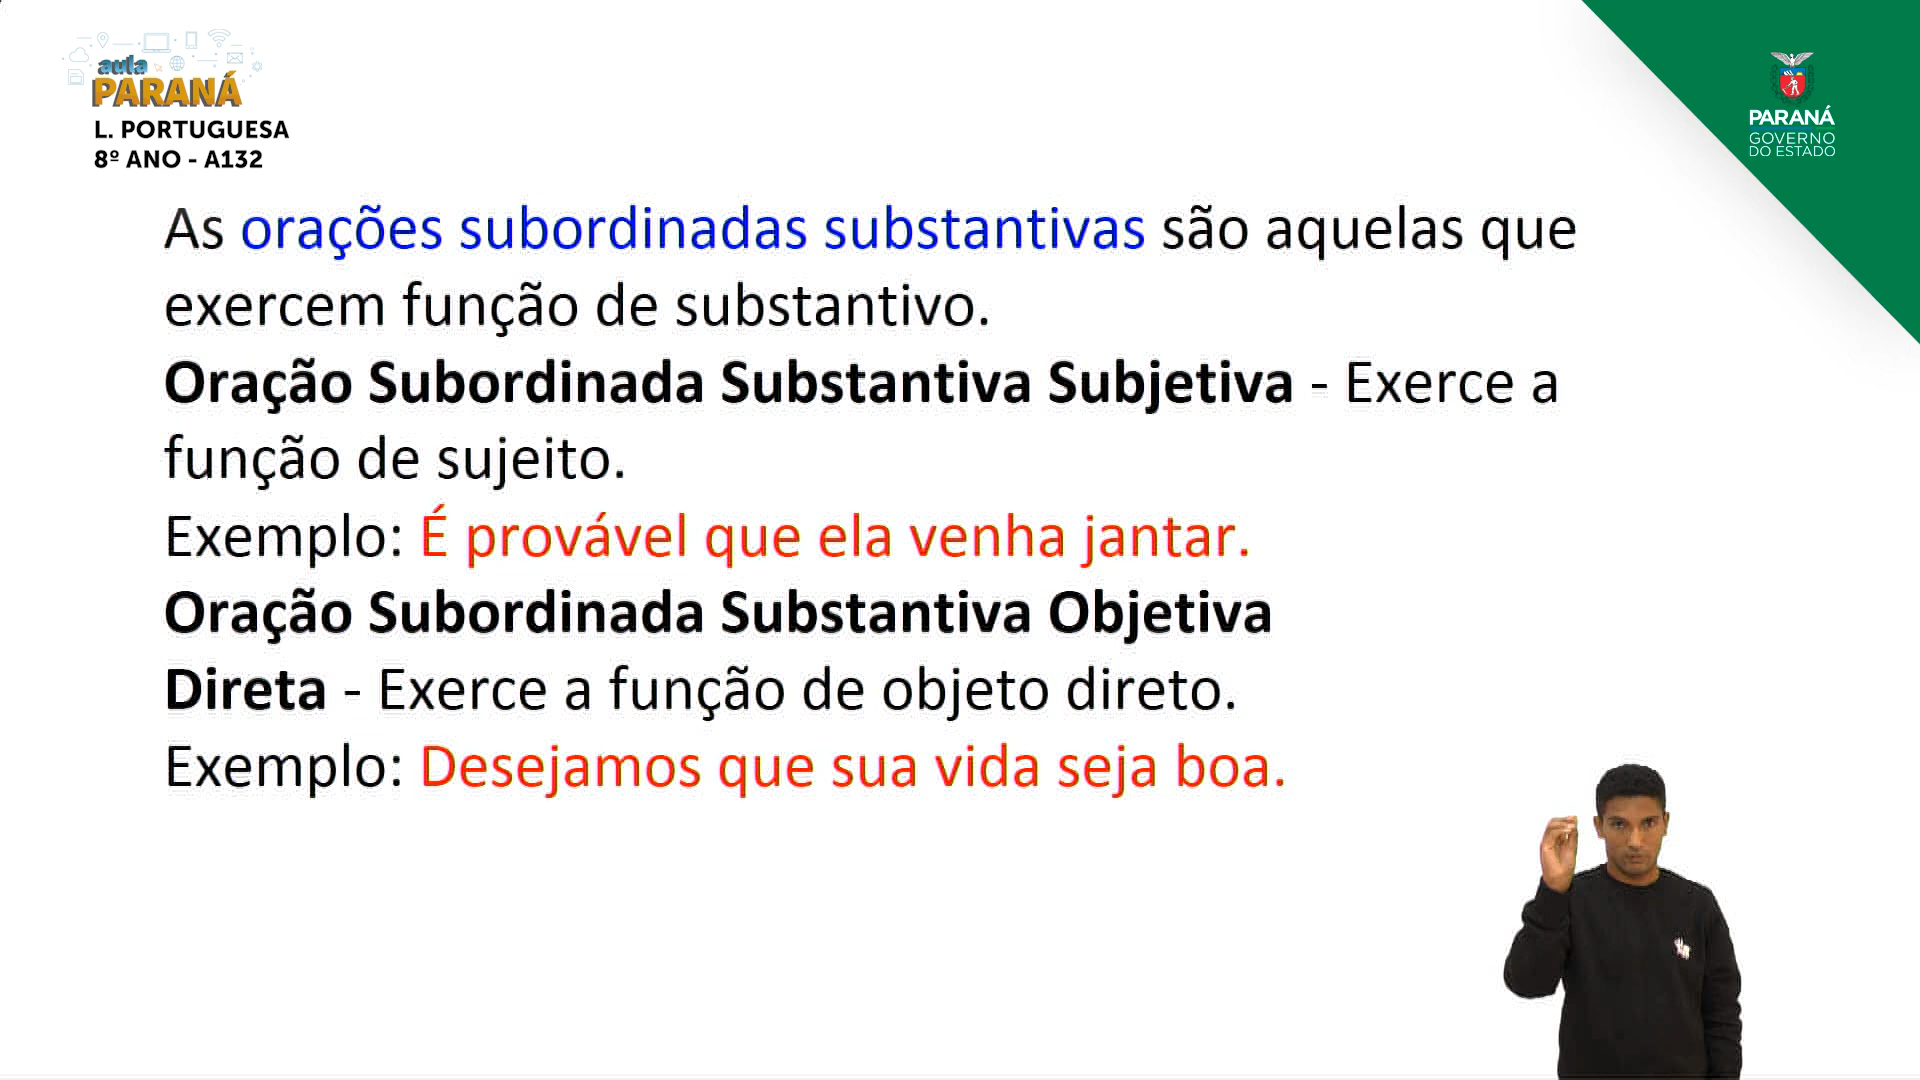 aula
PARANÁ
L. PORTUGUESA
8º ANO - A132
PARANÁ
GOVERNO
DO ESTADO
As orações subordinadas substantivas são aquelas que
exercem função de substantivo.
Oração Subordinada Substantiva Subjetiva - Exerce a
função de sujeito.
Exemplo: É provável que ela venha jantar.
Oração Subordinada Substantiva Objetiva
Direta - Exerce a função de objeto direto.
Exemplo: Desejamos que sua vida seja boa.